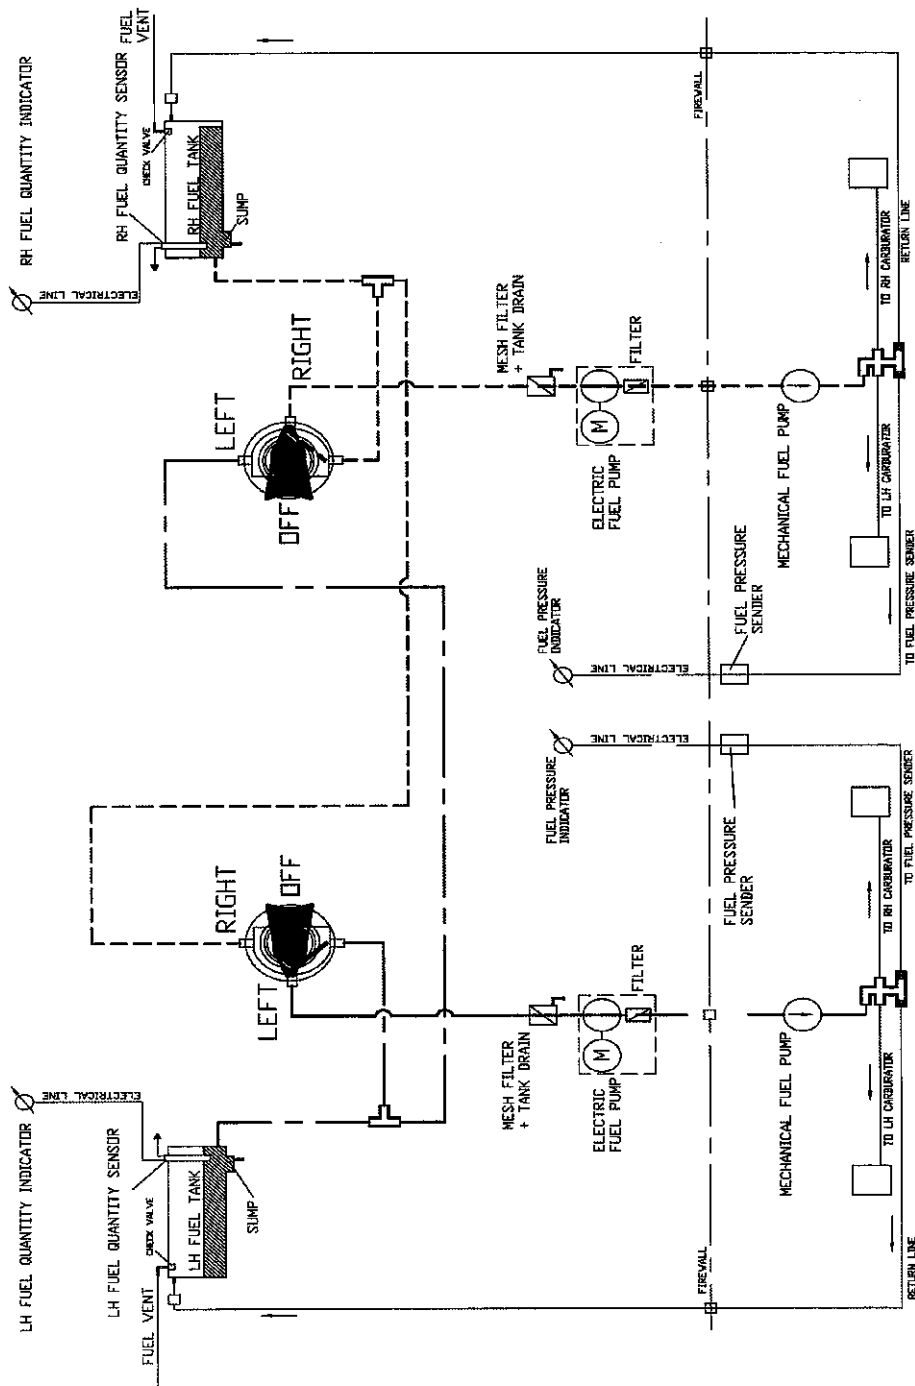 LH FUEL QUANTITY INDICATOR
ELECTRICAL LINE
LH FUEL QUANTITY SENSOR
CHECK VALVE
FUEL VENT
LH FUEL TANK
SUMP
RH FUEL QUANTITY INDICATOR
ELECTRICAL LINE
RH FUEL QUANTITY SENSOR
FUEL
VENT
CHECK VALVE
RH FUEL TANK
SUMP
RIGHT
LEFT
OFF
LEFT
RIGHT
OFF
MESH FILTER
+ TANK DRAIN
ELECTRIC
FUEL PUMP
M
FILTER
MESH FILTER
+ TANK DRAIN
ELECTRIC
FUEL PUMP
M
FILTER
FUEL PRESSURE
INDICATOR
ELECTRICAL LINE
FUEL PRESSURE
INDICATOR
ELECTRICAL LINE
FIREWALL
FIREWALL
FUEL PRESSURE
SENDER
FUEL PRESSURE
SENDER
MECHANICAL FUEL PUMP
MECHANICAL FUEL PUMP
TO LH CARBURATOR
TO RH CARBURATOR
TO LH CARBURATOR
TO RH CARBURATOR
RETURN LINE
TO FUEL PRESSURE SENDER
TO FUEL PRESSURE SENDER
RETURN LINE